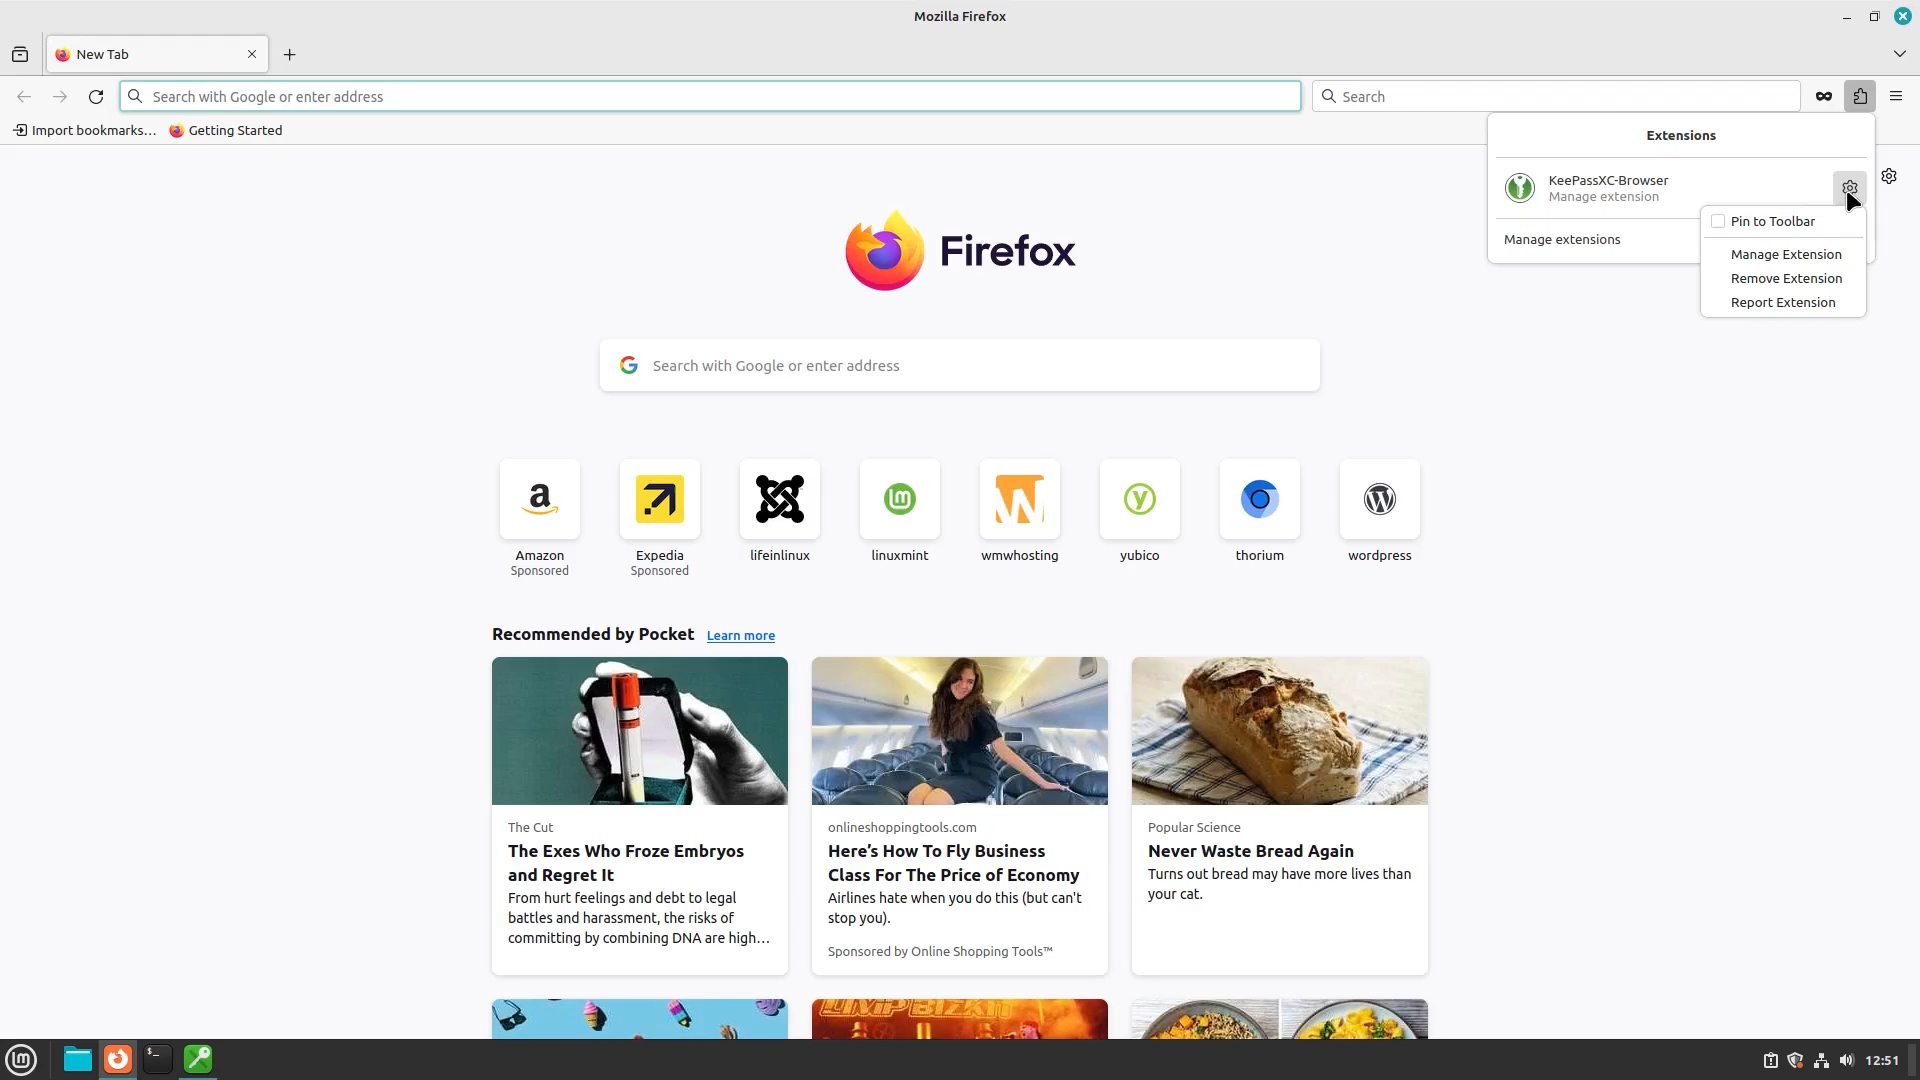 Mozilla Firefox
New Tab
Search with Google or enter address
Search
Import bookmarks...
Getting Started
Extensions
KeePassXC-Browser
Manage extension
Manage extensions
Pin to Toolbar
Manage Extension
Remove Extension
Report Extension
Firefox
Search with Google or enter address
Amazon
Sponsored
Expedia
Sponsored
lifeinlinux
linuxmint
wmwhosting
yubico
thorium
wordpress
Recommended by Pocket
Learn more
The Cut
The Exes Who Froze Embryos
and Regret It
From hurt feelings and debt to legal
battles and harassment, the risks of
committing by combining DNA are high...
onlineshoppingtools.com
Here’s How To Fly Business
Class For The Price of Economy
Airlines hate when you do this (but can't
stop you).
Sponsored by Online Shopping Tools™
Popular Science
Never Waste Bread Again
Turns out bread may have more lives than
your cat.
LIMP BIZKIT
12:51